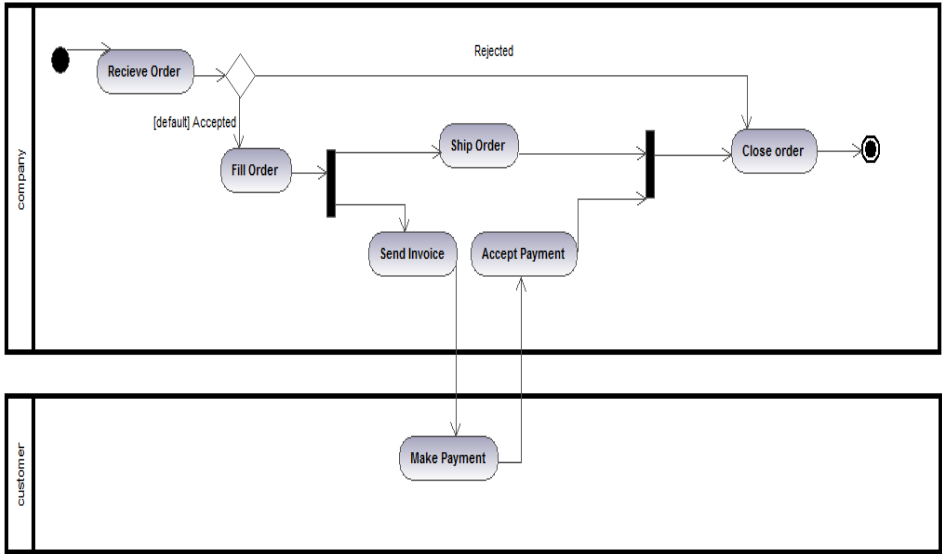 company
Recieve Order
Rejected
[default] Accepted
Fill Order
Ship Order
Close order
Send Invoice
Accept Payment
customer
Make Payment